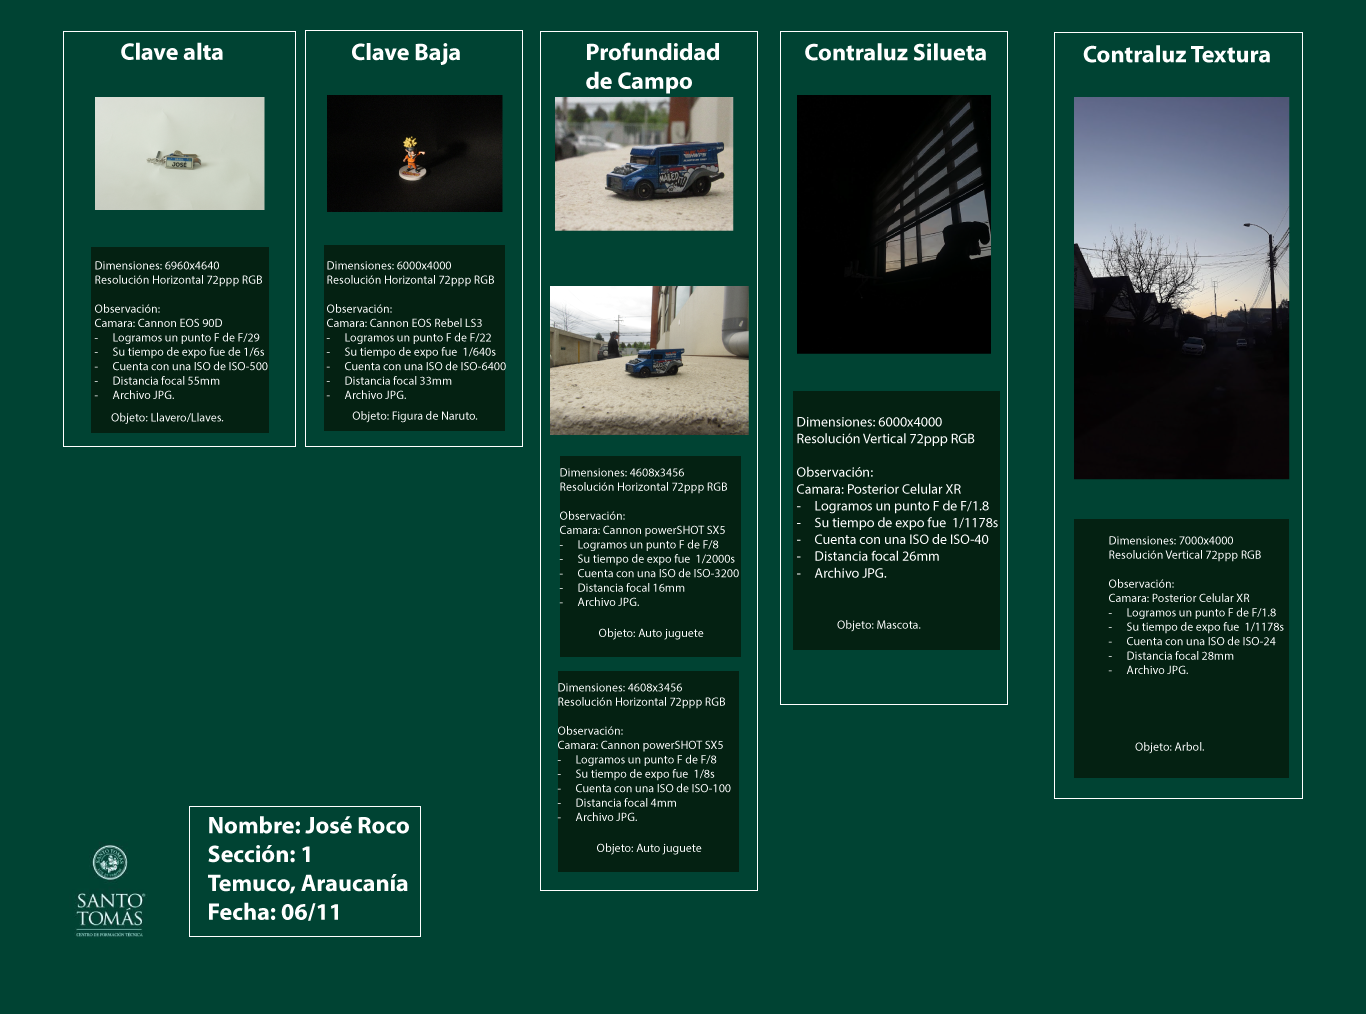 Clave alta
JOSE
Dimensiones: 6960x4640
Resolución Horizontal 72ppp RGB
Observación:
Camara: Cannon EOS 90D
- Logramos un punto F de F/29
- Su tiempo de expo fue de 1/6s
- Cuenta con una ISO de ISO-500
- Distancia focal 55mm
- Archivo JPG.
Objeto: Llavero/Llaves.
Clave Baja
Dimensiones: 6000x4000
Resolución Horizontal 72ppp RGB
Observación:
Camara: Cannon EOS Rebel LS3
- Logramos un punto F de F/22
- Su tiempo de expo fue 1/640s
- Cuenta con una ISO de ISO-6400
- Distancia focal 33mm
- Archivo JPG.
Objeto: Figura de Naruto.
Profundidad
de Campo
Dimensiones: 4608x3456
Resolución Horizontal 72ppp RGB
Observación:
Camara: Cannon powerSHOT SX5
- Logramos un punto F de F/8
- Su tiempo de expo fue 1/2000s
- Cuenta con una ISO de ISO-3200
- Distancia focal 16mm
- Archivo JPG.
Objeto: Auto juguete
Dimensiones: 4608x3456
Resolución Horizontal 72ppp RGB
Observación:
Camara: Cannon powerSHOT SX5
- Logramos un punto F de F/8
- Su tiempo de expo fue 1/8s
- Cuenta con una ISO de ISO-100
- Distancia focal 4mm
- Archivo JPG.
Objeto: Auto juguete
Contraluz Silueta
Dimensiones: 6000x4000
Resolución Vertical 72ppp RGB
Observación:
Camara: Posterior Celular XR
- Logramos un punto F de F/1.8
- Su tiempo de expo fue 1/1178s
- Cuenta con una ISO de ISO-40
- Distancia focal 26mm
- Archivo JPG.
Objeto: Mascota.
Contraluz Textura
Dimensiones: 7000x4000
Resolución Vertical 72ppp RGB
Observación:
Camara: Posterior Celular XR
- Logramos un punto F de F/1.8
- Su tiempo de expo fue 1/1178s
- Cuenta con una ISO de ISO-24
- Distancia focal 28mm
- Archivo JPG.
Objeto: Arbol.
SANTO
TOMÁS
CENTRO DE FORMACIÓN TÉCNICA
Nombre: José Roco
Sección: 1
Temuco, Araucanía
Fecha: 06/11